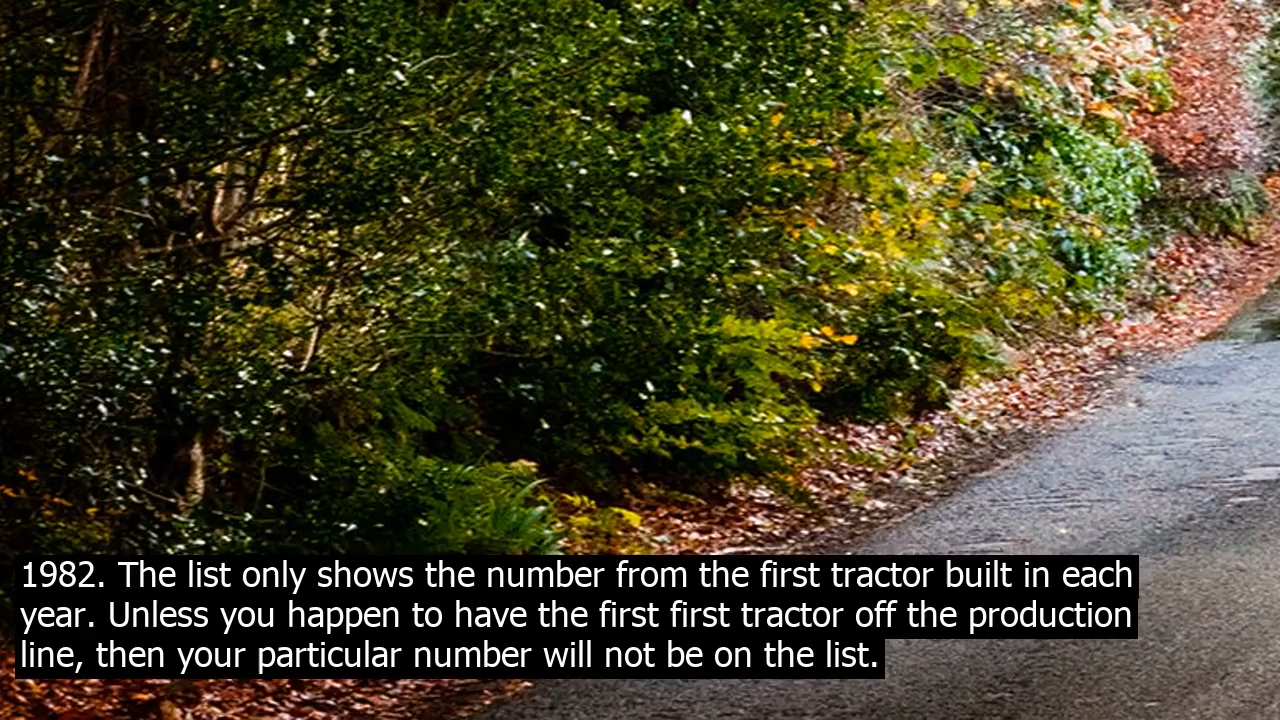 1982. The list only shows the number from the first tractor built in each
year. Unless you happen to have the first first tractor off the production
line, then your particular number will not be on the list.